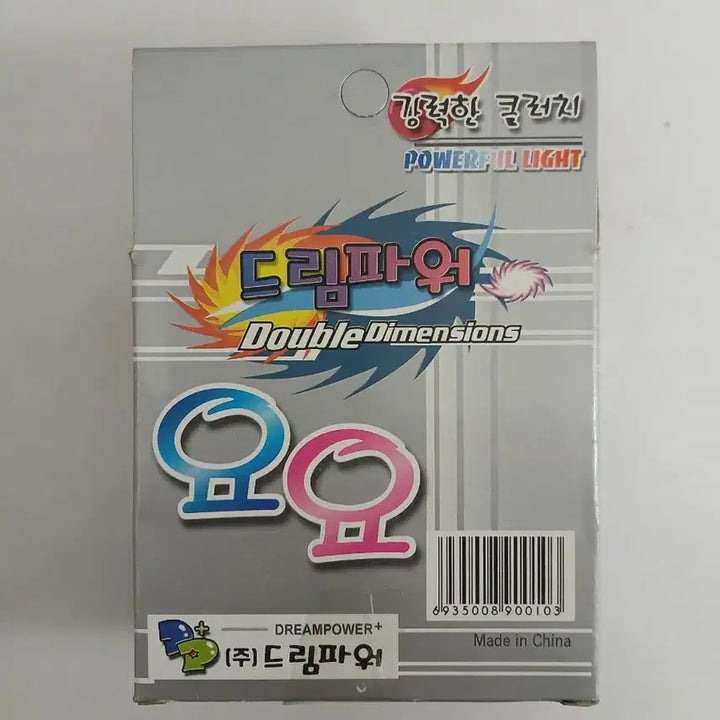 강력한 클러치
POWERFUL LIGHT
드림파워
Double Dimensions
요요
6935008900103
Made in China
DREAMPOWER+
(주)드림파워